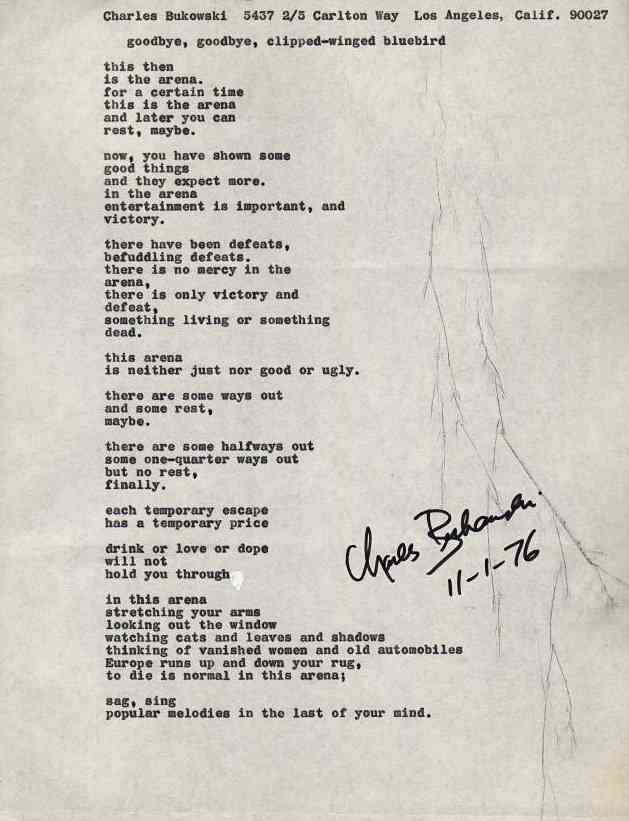 Charles Bukowski  5437 2/5 Carlton Way  Los Angeles, Calif. 90027
goodbye, goodbye, clipped-winged bluebird
this then
is the arena.
for a certain time
this is the arena
and later you can
rest, maybe.
now, you have shown some
good things
and they expect more.
in the arena
entertainment is important, and
victory.
there have been defeats,
befuddling defeats.
there is no mercy in the
arena,
there is only victory and
defeat,
something living or something
dead.
this arena
is neither just nor good or ugly.
there are some ways out
and some rest,
maybe.
there are some halfways out
some one-quarter ways out
but no rest,
finally.
each temporary escape
has a temporary price
drink or love or dope
will not
hold you through
Charles Bukowski
11-1-76
in this arena
stretching your arms
looking out the window
watching cats and leaves and shadows
thinking of vanished women and old automobiles
Europe runs up and down your rug,
to die is normal in this arena;
sag, sing
popular melodies in the last of your mind.